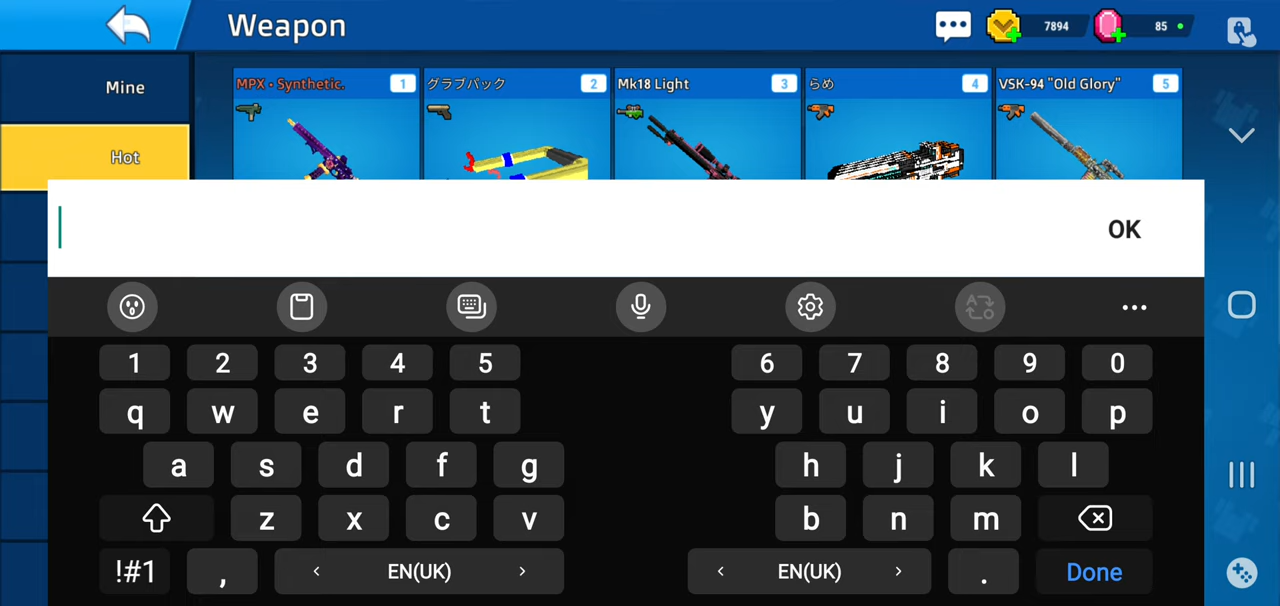 Weapon
7894
85
Mine
Hot
MPX - Synthetic.
1
グラブパック
2
Mk18 Light
3
らめ
4
VSK-94 "Old Glory"
5
OK
1 2 3 4 5 6 7 8 9 0
q w e r t y u i o p
a s d f g h j k l
z x c v b n m
!#1 , < EN(UK) > < EN(UK) > . Done